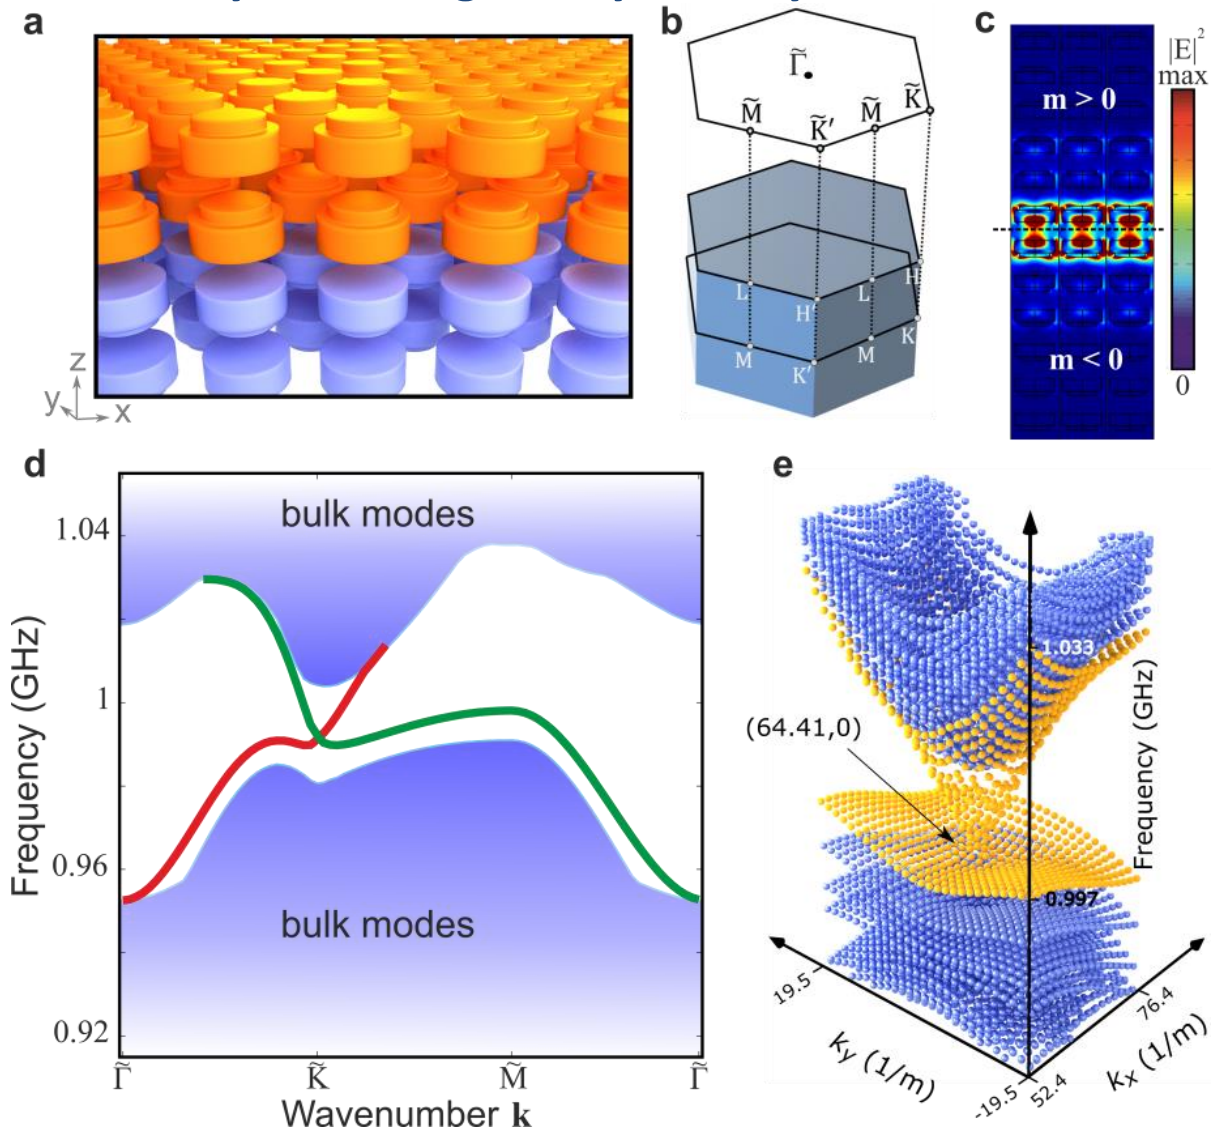 a
z
y
x
b
Γ̃
M̃
K̃′
M̃
K̃
L
H′
L
H
M
K′
M
K
c
|E|²
max
m > 0
m < 0
0
d
bulk modes
1.04
1
0.96
0.92
Frequency (GHz)
bulk modes
Γ̃
K̃
M̃
Γ̃
Wavenumber k
e
1.033
(64.41,0)
Frequency (GHz)
0.997
19.5
k_y (1/m)
-19.5
52.4
k_x (1/m)
76.4